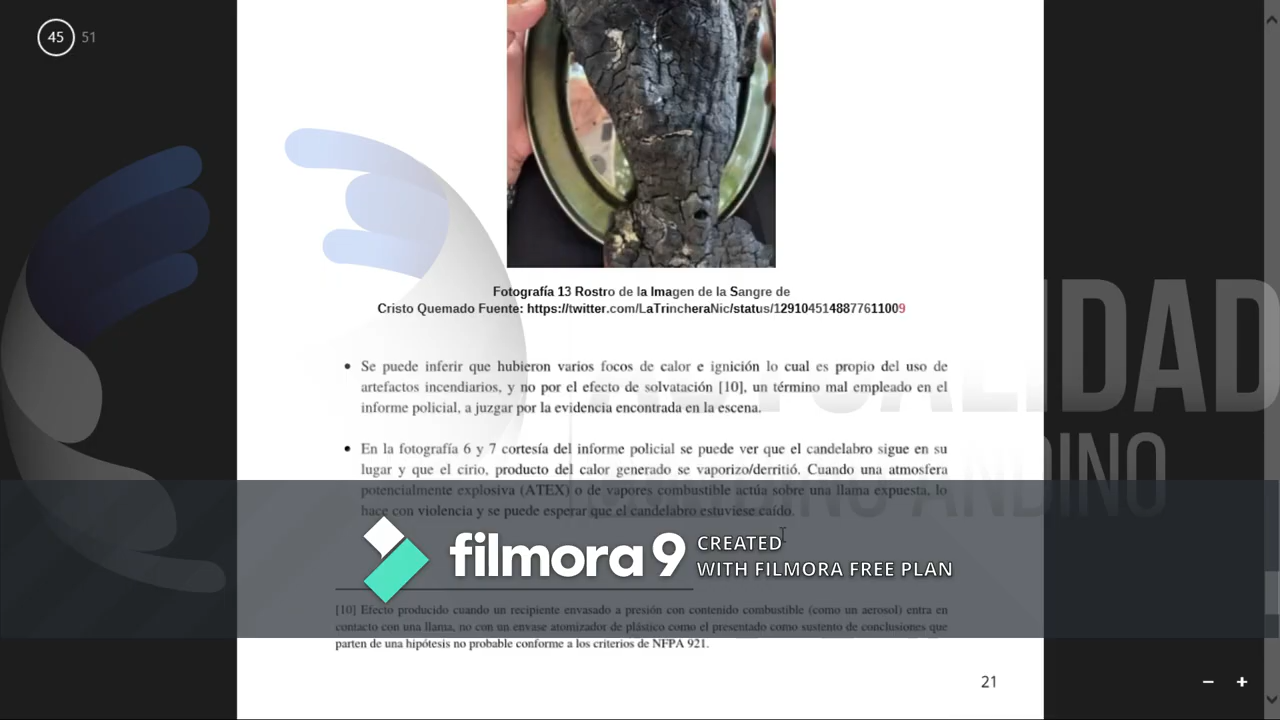 45 51
Fotografía 13 Rostro de la Imagen de la Sangre de
Cristo Quemado Fuente: https://twitter.com/LaTrincheraNic/status/1291045148877611009
• Se puede inferir que hubieron varios focos de calor e ignición lo cual es propio del uso de
artefactos incendiarios, y no por el efecto de solvatación [10], un término mal empleado en el
informe policial, a juzgar por la evidencia encontrada en la escena.
• En la fotografía 6 y 7 cortesía del informe policial se puede ver que el candelabro sigue en su
lugar y que el cirio, producto del calor generado se vaporizo/derritió. Cuando una atmosfera
potencialmente explosiva (ATEX) o de vapores combustible actúa sobre una llama expuesta, lo
hace con violencia y se puede esperar que el candelabro estuviese caído.
filmora 9 CREATED
WITH FILMORA FREE PLAN
[10] Efecto producido cuando un recipiente envasado a presión con contenido combustible (como un aerosol) entra en
contacto con una llama, no con un envase atomizador de plástico como el presentado como sustento de conclusiones que
parten de una hipótesis no probable conforme a los criterios de NFPA 921.
21